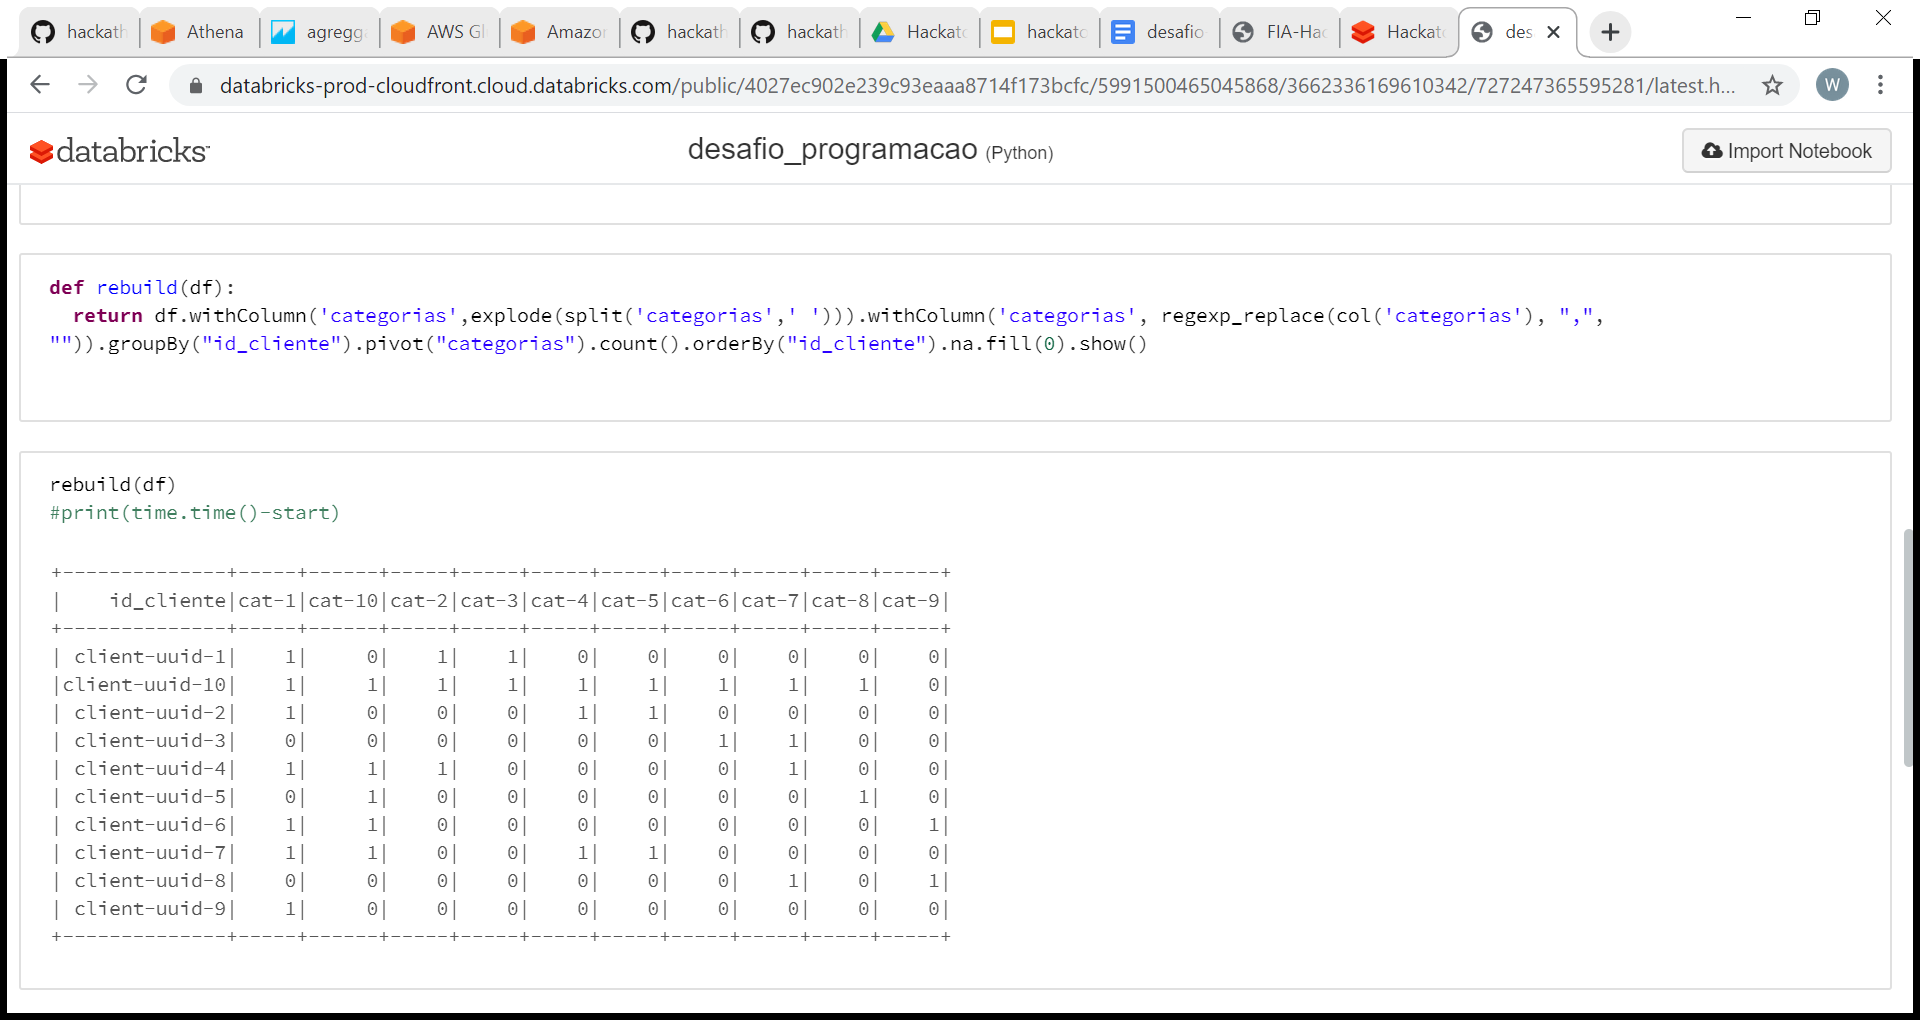 hackath
Athena
agregga
AWS Gl
Amazon
hackath
hackath
Hackato
hackato
desafio
FIA-Hac
Hackato
des
databricks-prod-cloudfront.cloud.databricks.com/public/4027ec902e239c93eaaa8714f173bcfc/5991500465045868/3662336169610342/727247365595281/latest.h...
W
databricks
desafio_programacao (Python)
Import Notebook
def rebuild(df):
  return df.withColumn('categorias',explode(split('categorias',' '))).withColumn('categorias', regexp_replace(col('categorias'), ",",
"")).groupBy("id_cliente").pivot("categorias").count().orderBy("id_cliente").na.fill(0).show()
rebuild(df)
#print(time.time()-start)
+--------------+-----+------+-----+-----+-----+-----+-----+-----+-----+-----+
|    id_cliente|cat-1|cat-10|cat-2|cat-3|cat-4|cat-5|cat-6|cat-7|cat-8|cat-9|
+--------------+-----+------+-----+-----+-----+-----+-----+-----+-----+-----+
| client-uuid-1|    1|     0|    1|    1|    0|    0|    0|    0|    0|    0|
|client-uuid-10|    1|     1|    1|    1|    1|    1|    1|    1|    1|    0|
| client-uuid-2|    1|     0|    0|    0|    1|    1|    0|    0|    0|    0|
| client-uuid-3|    0|     0|    0|    0|    0|    0|    1|    1|    0|    0|
| client-uuid-4|    1|     1|    1|    0|    0|    0|    0|    1|    0|    0|
| client-uuid-5|    0|     1|    0|    0|    0|    0|    0|    0|    1|    0|
| client-uuid-6|    1|     1|    0|    0|    0|    0|    0|    0|    0|    1|
| client-uuid-7|    1|     1|    0|    0|    1|    1|    0|    0|    0|    0|
| client-uuid-8|    0|     0|    0|    0|    0|    0|    0|    1|    0|    1|
| client-uuid-9|    1|     0|    0|    0|    0|    0|    0|    0|    0|    0|
+--------------+-----+------+-----+-----+-----+-----+-----+-----+-----+-----+